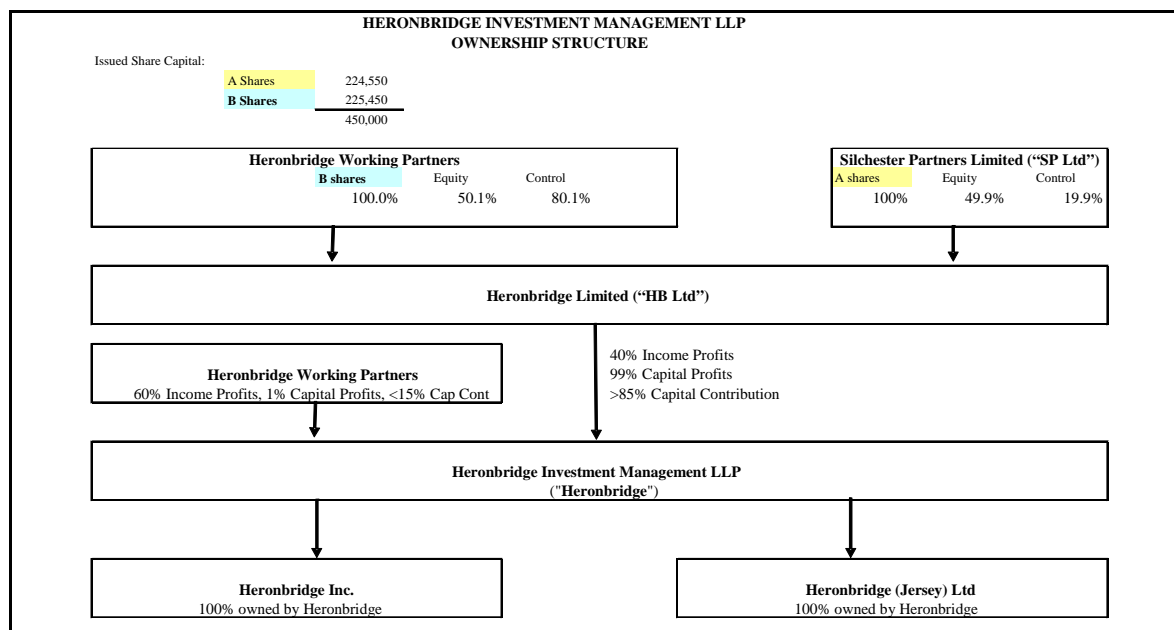 HERONBRIDGE INVESTMENT MANAGEMENT LLP
OWNERSHIP STRUCTURE
Issued Share Capital:
A Shares 224,550
B Shares 225,450
450,000
Heronbridge Working Partners
B shares Equity Control
100.0% 50.1% 80.1%
Silchester Partners Limited (“SP Ltd”)
A shares Equity Control
100% 49.9% 19.9%
Heronbridge Limited (“HB Ltd”)
40% Income Profits
99% Capital Profits
>85% Capital Contribution
Heronbridge Working Partners
60% Income Profits, 1% Capital Profits, <15% Cap Cont
Heronbridge Investment Management LLP
("Heronbridge")
Heronbridge Inc.
100% owned by Heronbridge
Heronbridge (Jersey) Ltd
100% owned by Heronbridge